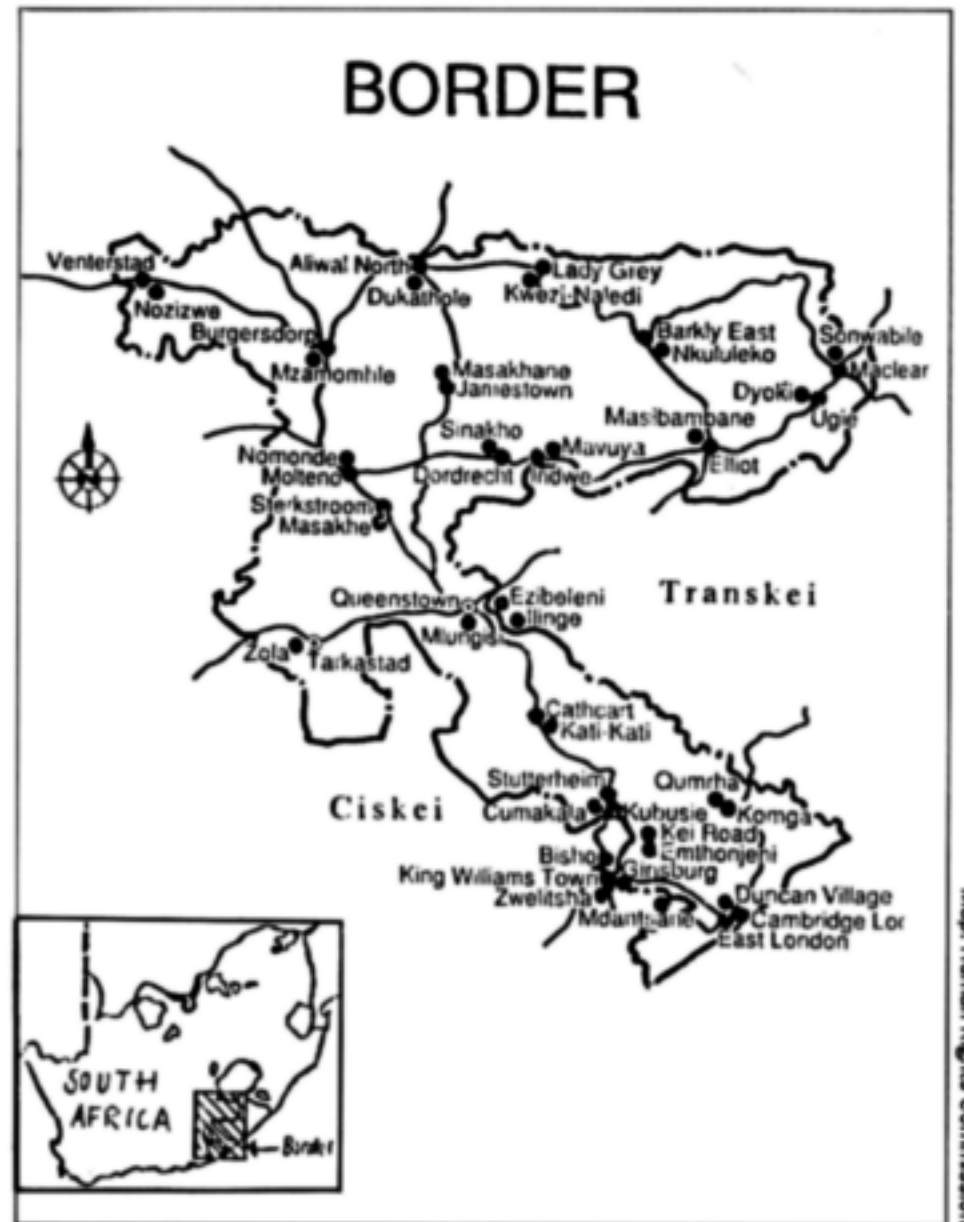 BORDER
Venterstad
Nozizwe
Aliwal North
Dukathole
Lady Grey
Kwezi-Naledi
Burgersdorp
Mzamomhle
Barkly East
Nkululeko
Sonwabile
Maclear
Masakhane
Jamestown
Dyoki
Ugie
Masibambane
Elliot
Sinakho
Dordrecht
Mavuya
Indwe
Nomonde
Molteno
Sterkstroom
Masakhe
N
Transkei
Queenstown
Mlungisi
Ezibeleni
Ilinge
Zola
Tarkastad
Cathcart
Kati-Kati
Ciskei
Stutterheim
Cumakala
Kubusie
Qumrha
Komga
Kei Road
Emthonjeni
Bisho
Ginsburg
King Williams Town
Zwelitsha
Mdantsane
Duncan Village
Cambridge Loc
East London
SOUTH
AFRICA
Border